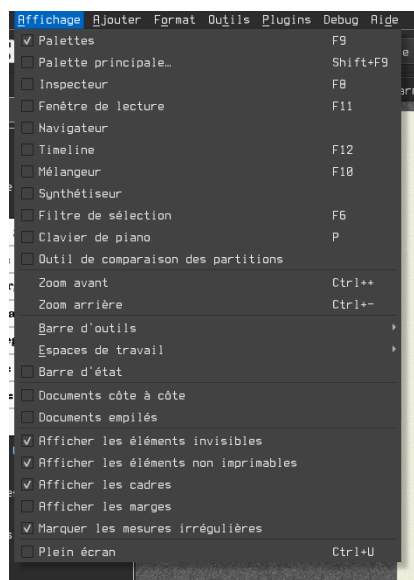 Affichage Ajouter Format Outils Plugins Debug Aide
Palettes F9
Palette principale… Shift+F9
Inspecteur F8
Fenêtre de lecture F11
Navigateur
Timeline F12
Mélangeur F10
Synthétiseur
Filtre de sélection F6
Clavier de piano P
Outil de comparaison des partitions
Zoom avant Ctrl++
Zoom arrière Ctrl+-
Barre d'outils
Espaces de travail
Barre d'état
Documents côte à côte
Documents empilés
Afficher les éléments invisibles
Afficher les éléments non imprimables
Afficher les cadres
Afficher les marges
Marquer les mesures irrégulières
Plein écran Ctrl+U